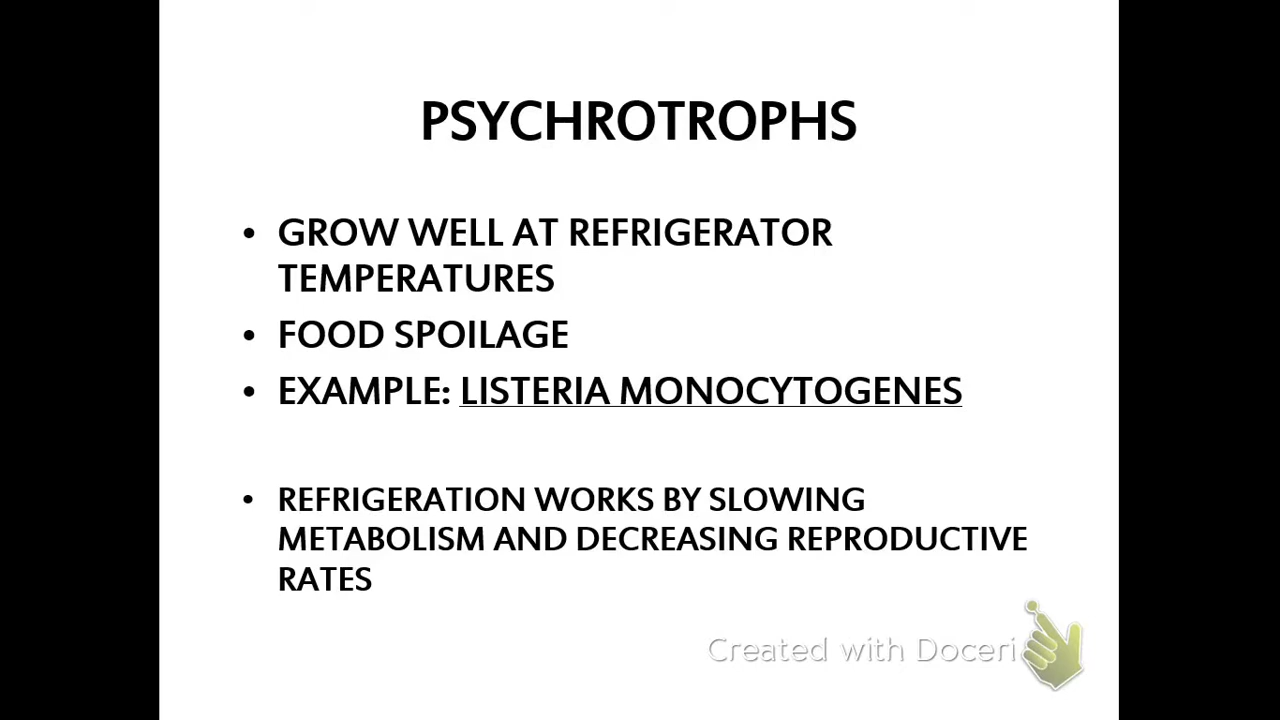 PSYCHROTROPHS
• GROW WELL AT REFRIGERATOR
TEMPERATURES
• FOOD SPOILAGE
• EXAMPLE: LISTERIA MONOCYTOGENES
• REFRIGERATION WORKS BY SLOWING
METABOLISM AND DECREASING REPRODUCTIVE
RATES
Created with Doceri